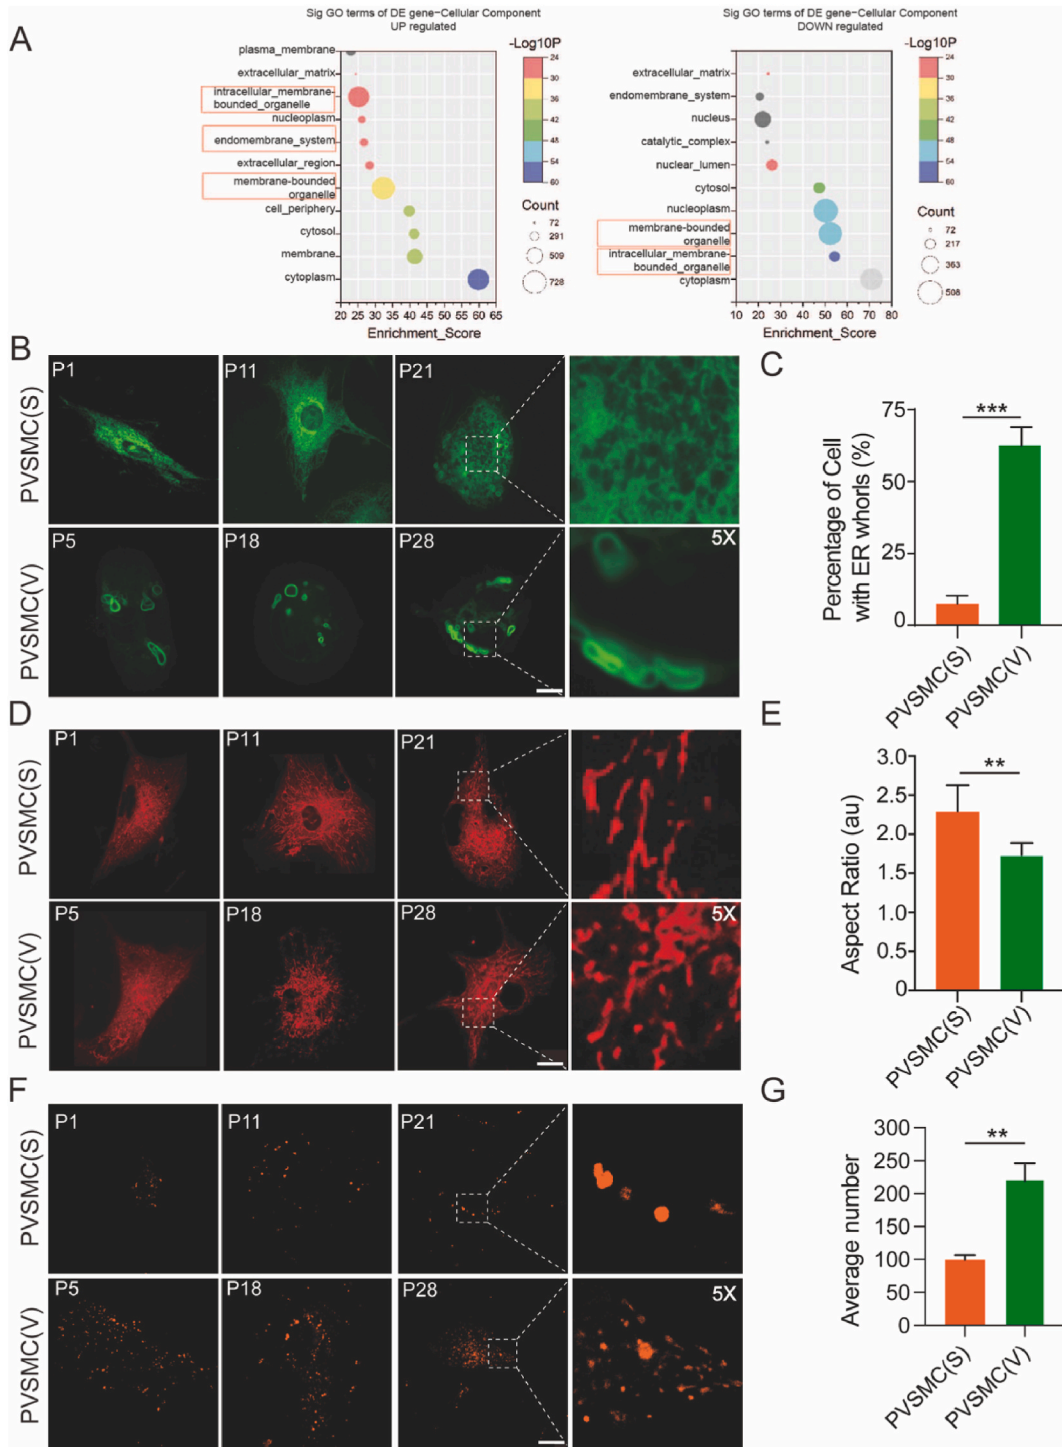 A
Sig GO terms of DE gene-Cellular Component
UP regulated
plasma_membrane
extracellular_matrix
intracellular_membrane-
bounded_organelle
nucleoplasm
endomembrane_system
extracellular_region
membrane-bounded
organelle
cell_periphery
cytosol
membrane
cytoplasm
20 25 30 35 40 45 50 55 60 65
Enrichment_Score
-Log10P
24
30
36
42
48
54
60
Count
72
291
509
728
Sig GO terms of DE gene-Cellular Component
DOWN regulated
extracellular_matrix
endomembrane_system
nucleus
catalytic_complex
nuclear_lumen
cytosol
nucleoplasm
membrane-bounded
organelle
intracellular_membrane-
bounded_organelle
cytoplasm
10 20 30 40 50 60 70 80
Enrichment_Score
-Log10P
24
30
36
42
48
54
60
Count
72
217
363
508
B
PVSMC(S)
P1
P11
P21
PVSMC(V)
P5
P18
P28
5X
C
Percentage of Cell
with ER whorls (%)
75
50
25
0
***
PVSMC(S)
PVSMC(V)
D
PVSMC(S)
P1
P11
P21
PVSMC(V)
P5
P18
P28
5X
E
Aspect Ratio (au)
3.0
2.5
2.0
1.5
1.0
0.5
0
**
PVSMC(S)
PVSMC(V)
F
PVSMC(S)
P1
P11
P21
PVSMC(V)
P5
P18
P28
5X
G
Average number
300
250
200
150
100
50
0
**
PVSMC(S)
PVSMC(V)